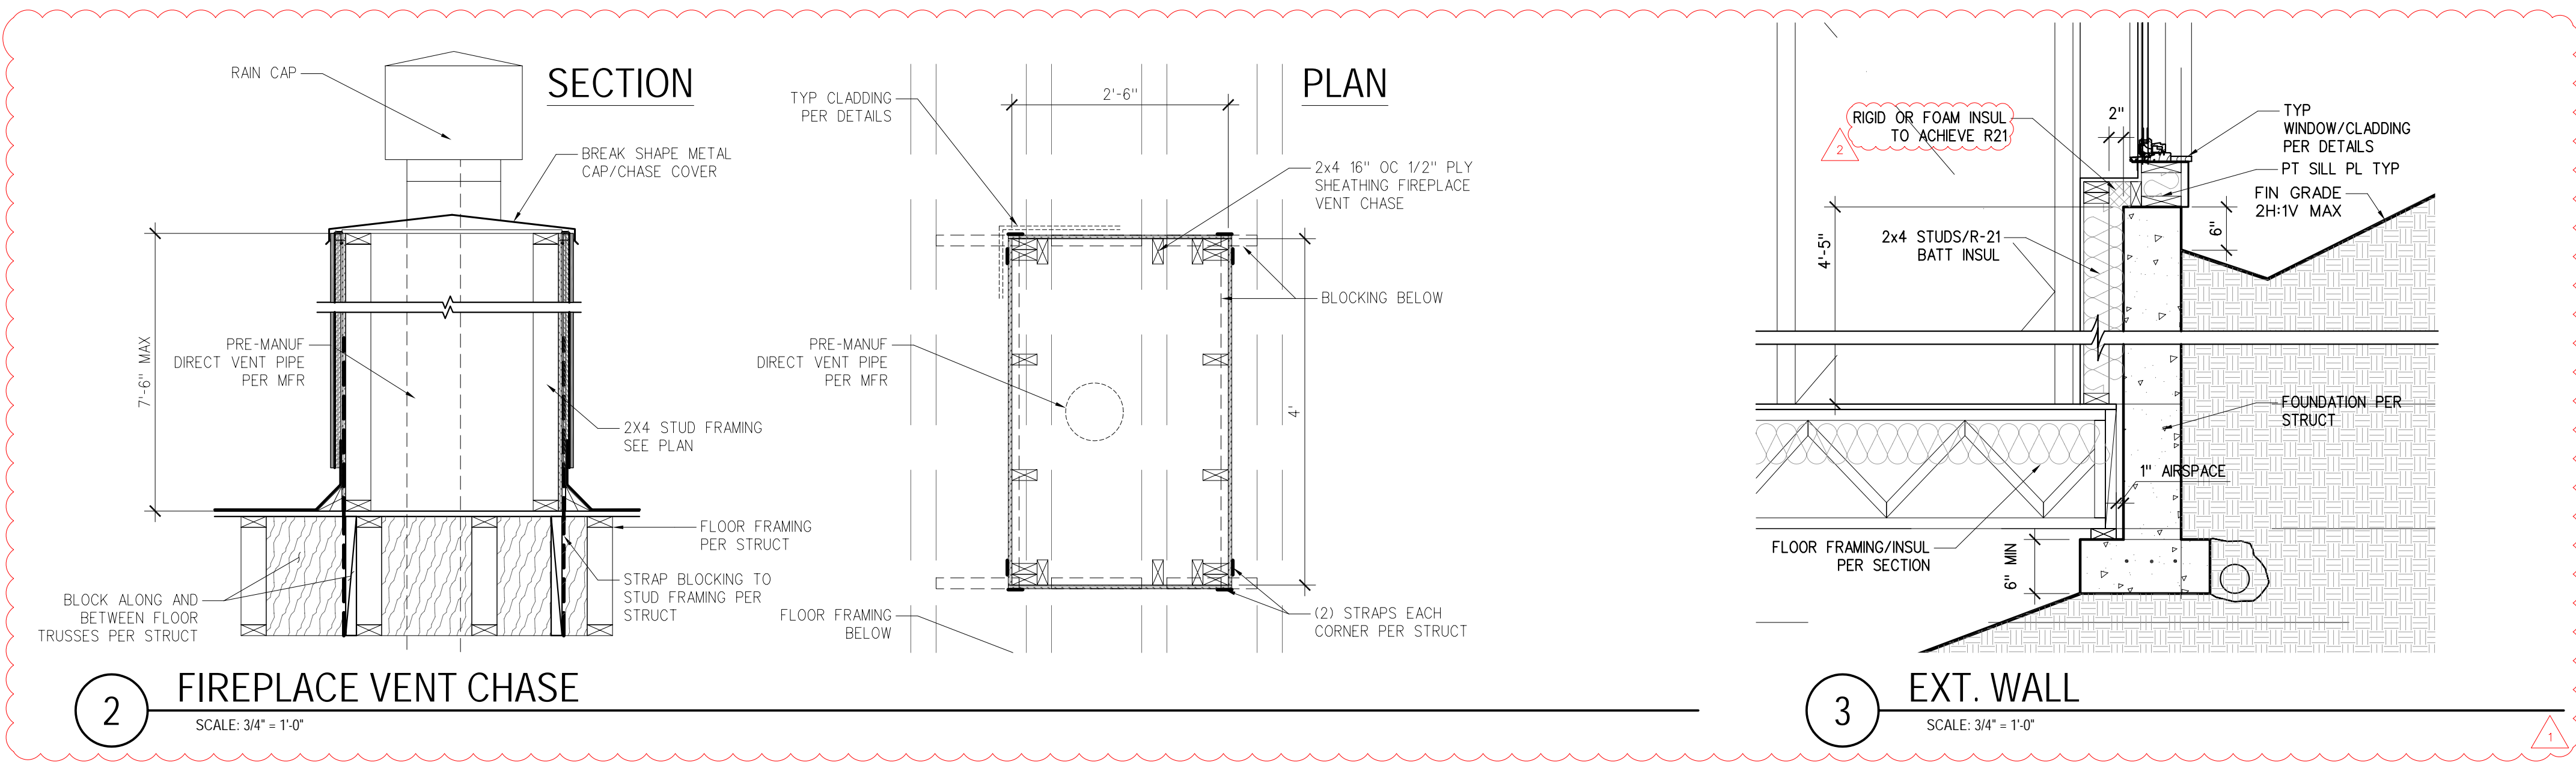 SECTION
RAIN CAP
BREAK SHAPE METAL
CAP/CHASE COVER
7'-6" MAX
PRE-MANUF
DIRECT VENT PIPE
PER MFR
2X4 STUD FRAMING
SEE PLAN
FLOOR FRAMING
PER STRUCT
STRAP BLOCKING TO
STUD FRAMING PER
STRUCT
BLOCK ALONG AND
BETWEEN FLOOR
TRUSSES PER STRUCT
PLAN
TYP CLADDING
PER DETAILS
2'-6"
2x4 16" OC 1/2" PLY
SHEATHING FIREPLACE
VENT CHASE
BLOCKING BELOW
PRE-MANUF
DIRECT VENT PIPE
PER MFR
4'
(2) STRAPS EACH
CORNER PER STRUCT
FLOOR FRAMING
BELOW
2
FIREPLACE VENT CHASE
SCALE: 3/4" = 1'-0"
RIGID OR FOAM INSUL
TO ACHIEVE R21
2
2"
TYP
WINDOW/CLADDING
PER DETAILS
PT SILL PL TYP
FIN GRADE
2H:1V MAX
6"
2x4 STUDS/R-21
BATT INSUL
4'-5"
FOUNDATION PER
STRUCT
1" AIRSPACE
FLOOR FRAMING/INSUL
PER SECTION
6" MIN
3
EXT. WALL
SCALE: 3/4" = 1'-0"
1